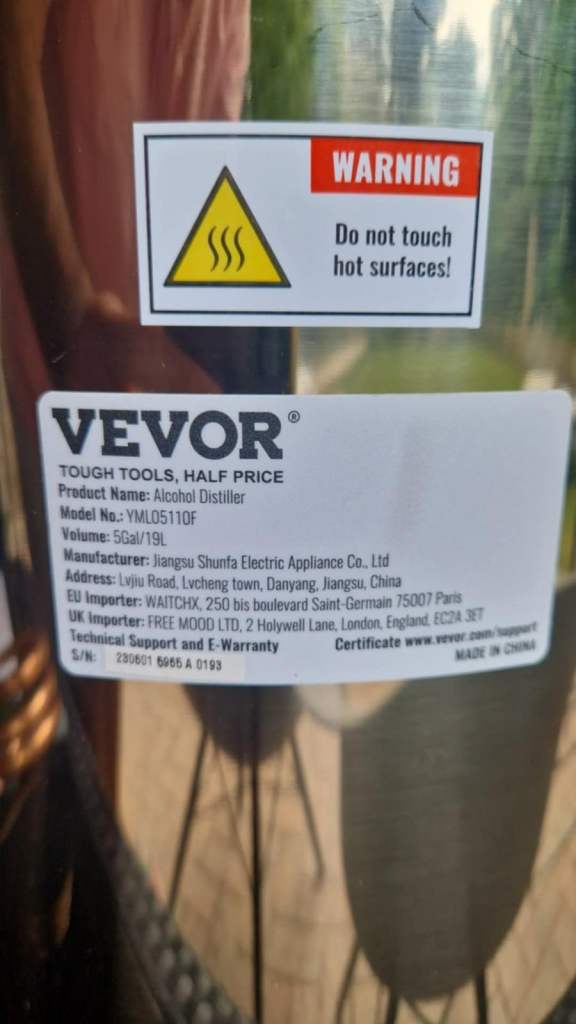 WARNING
Do not touch
hot surfaces!
VEVOR®
TOUGH TOOLS, HALF PRICE
Product Name: Alcohol Distiller
Model No.: YML05110F
Volume: 5Gal/19L
Manufacturer: Jiangsu Shunfa Electric Appliance Co., Ltd
Address: Lvjiu Road, Lvcheng town, Danyang, Jiangsu, China
EU Importer: WAITCHX, 250 bis boulevard Saint-Germain 75007 Paris
UK Importer: FREE MOOD LTD, 2 Holywell Lane, London, England, EC2A 3ET
Technical Support and E-Warranty Certificate www.vevor.com/support
S/N: 230601 5955 A 0193 MADE IN CHINA